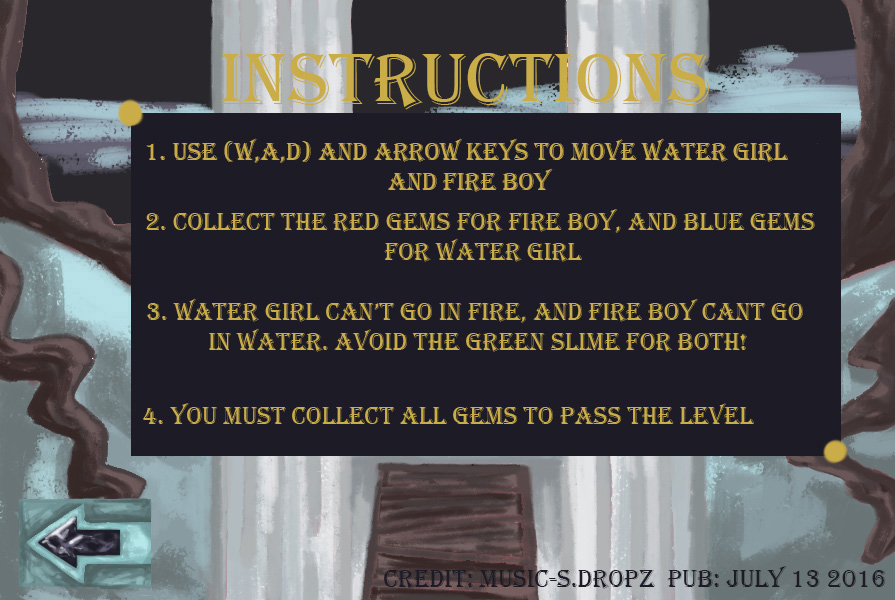 INSTRUCTIONS
1. USE (W,A,D) AND ARROW KEYS TO MOVE WATER GIRL
AND FIRE BOY
2. COLLECT THE RED GEMS FOR FIRE BOY, AND BLUE GEMS
FOR WATER GIRL
3. WATER GIRL CAN'T GO IN FIRE, AND FIRE BOY CANT GO
IN WATER. AVOID THE GREEN SLIME FOR BOTH!
4. YOU MUST COLLECT ALL GEMS TO PASS THE LEVEL
CREDIT: MUSIC-S.DROPZ PUB: JULY 13 2016